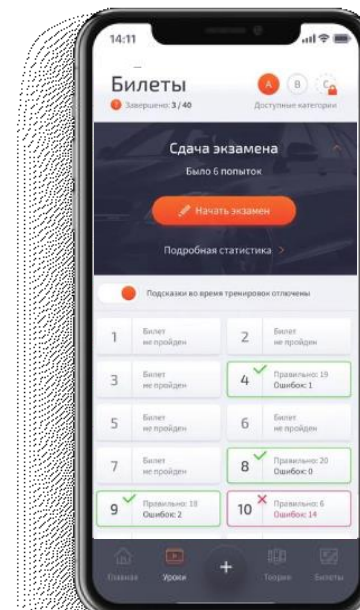 14:11
Билеты
A B C
Завершено: 3 / 40
Доступные категории
Сдача экзамена
Было 6 попыток
Начать экзамен
Подробная статистика >
Подсказки во время тренировок отключены
1 Билет не пройден
2 Билет не пройден
3 Билет не пройден
4 Правильно: 19 Ошибок: 1
5 Билет не пройден
6 Билет не пройден
7 Билет не пройден
8 Правильно: 20 Ошибок: 0
9 Правильно: 18 Ошибок: 2
10 Правильно: 6 Ошибок: 14
Главная Уроки + Теория Билеты